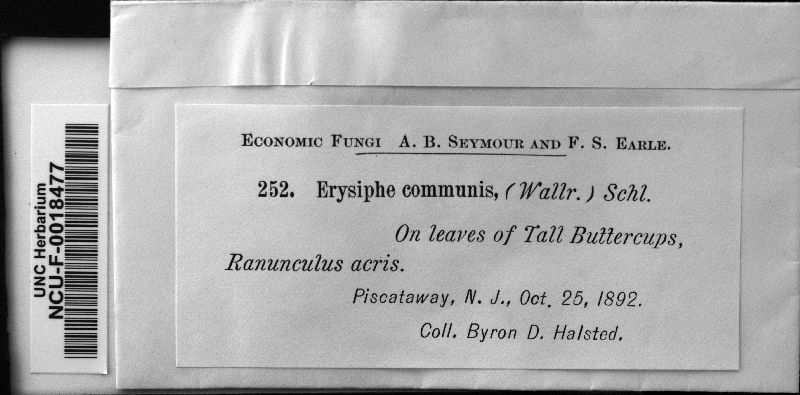 UNC Herbarium
NCU-F-0018477
Economic Fungi A. B. Seymour and F. S. Earle.
252. Erysiphe communis, (Wallr.) Schl.
On leaves of Tall Buttercups,
Ranunculus acris.
Piscataway, N. J., Oct. 25, 1892.
Coll. Byron D. Halsted.